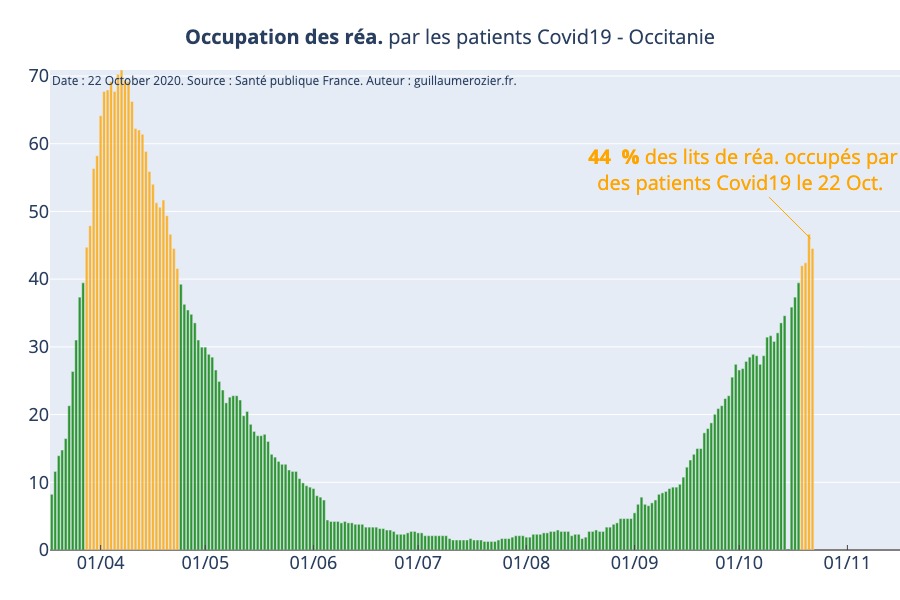 Occupation des réa. par les patients Covid19 - Occitanie
Date : 22 October 2020. Source : Santé publique France. Auteur : guillaumerozier.fr.
44 % des lits de réa. occupés par
des patients Covid19 le 22 Oct.
70
60
50
40
30
20
10
0
01/04 01/05 01/06 01/07 01/08 01/09 01/10 01/11